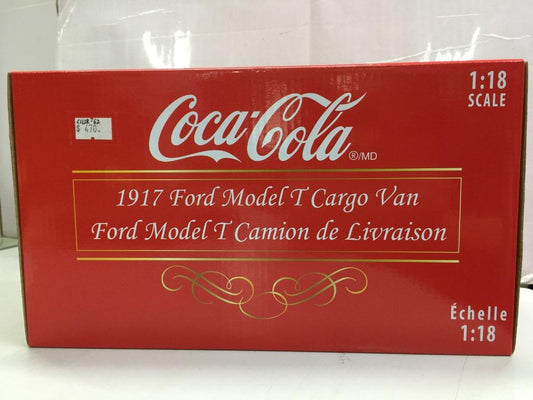 1:18
SCALE
$ 470.
Coca-Cola
®/MD
1917 Ford Model T Cargo Van
Ford Model T Camion de Livraison
Échelle
1:18